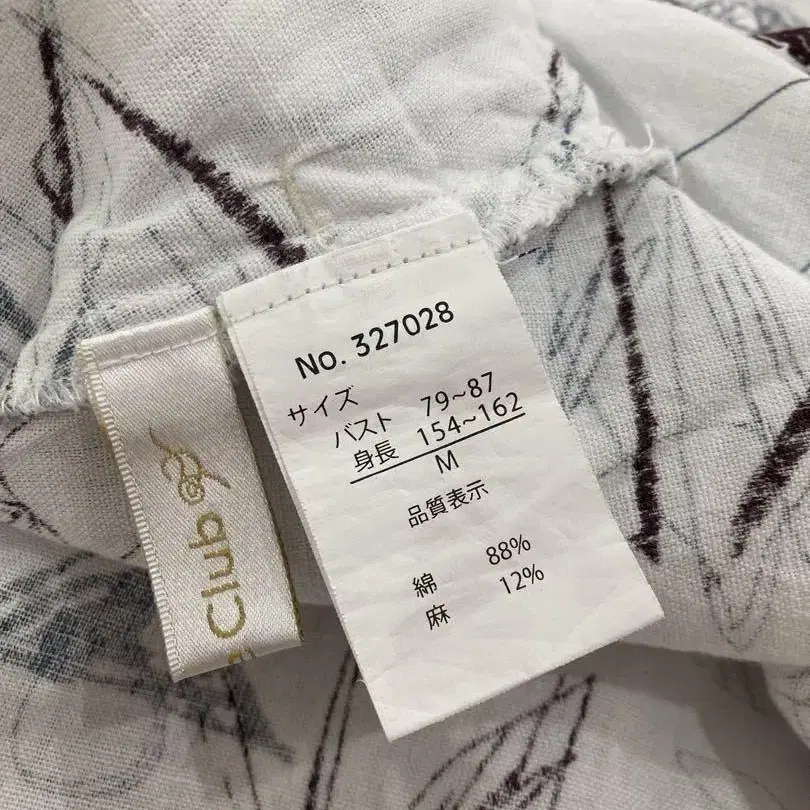 No. 327028
サイズ
バスト 79~87
身長 154~162
M
品質表示
綿 88%
麻 12%
Club